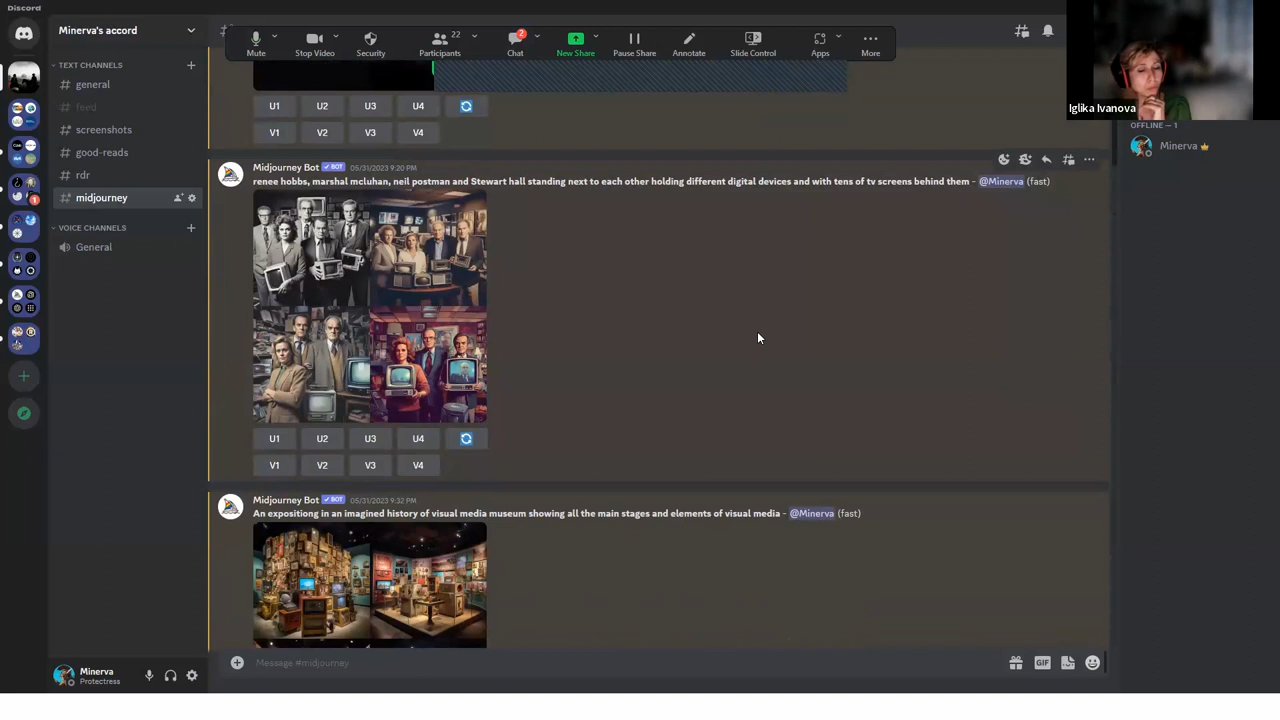 Discord
Minerva's accord
TEXT CHANNELS
general
feed
screenshots
good-reads
rdr
midjourney
VOICE CHANNELS
General
1
Minerva
Protectress
Mute
Stop Video
Security
22
Participants
2
Chat
New Share
Pause Share
Annotate
Slide Control
Apps
More
Iglika Ivanova
OFFLINE — 1
Minerva
U1 U2 U3 U4
V1 V2 V3 V4
Midjourney Bot BOT 05/31/2023 9:20 PM
renee hobbs, marshal mcluhan, neil postman and Stewart hall standing next to each other holding different digital devices and with tens of tv screens behind them - @Minerva (fast)
U1 U2 U3 U4
V1 V2 V3 V4
Midjourney Bot BOT 05/31/2023 9:32 PM
An expositiong in an imagined history of visual media museum showing all the main stages and elements of visual media - @Minerva (fast)
Message #midjourney
GIF